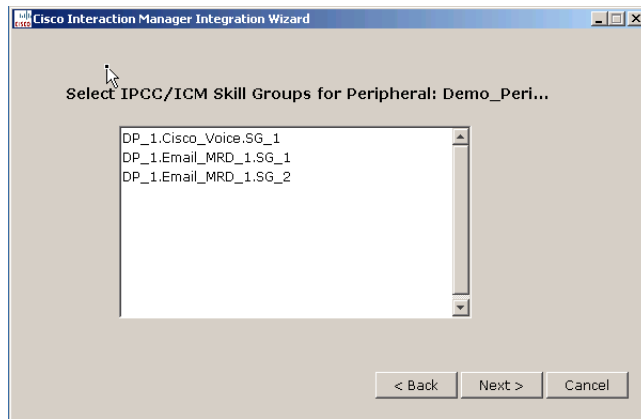 Cisco Interaction Manager Integration Wizard
Select IPCC/ICM Skill Groups for Peripheral: Demo_Peri...
DP_1.Cisco_Voice.SG_1
DP_1.Email_MRD_1.SG_1
DP_1.Email_MRD_1.SG_2
< Back Next > Cancel